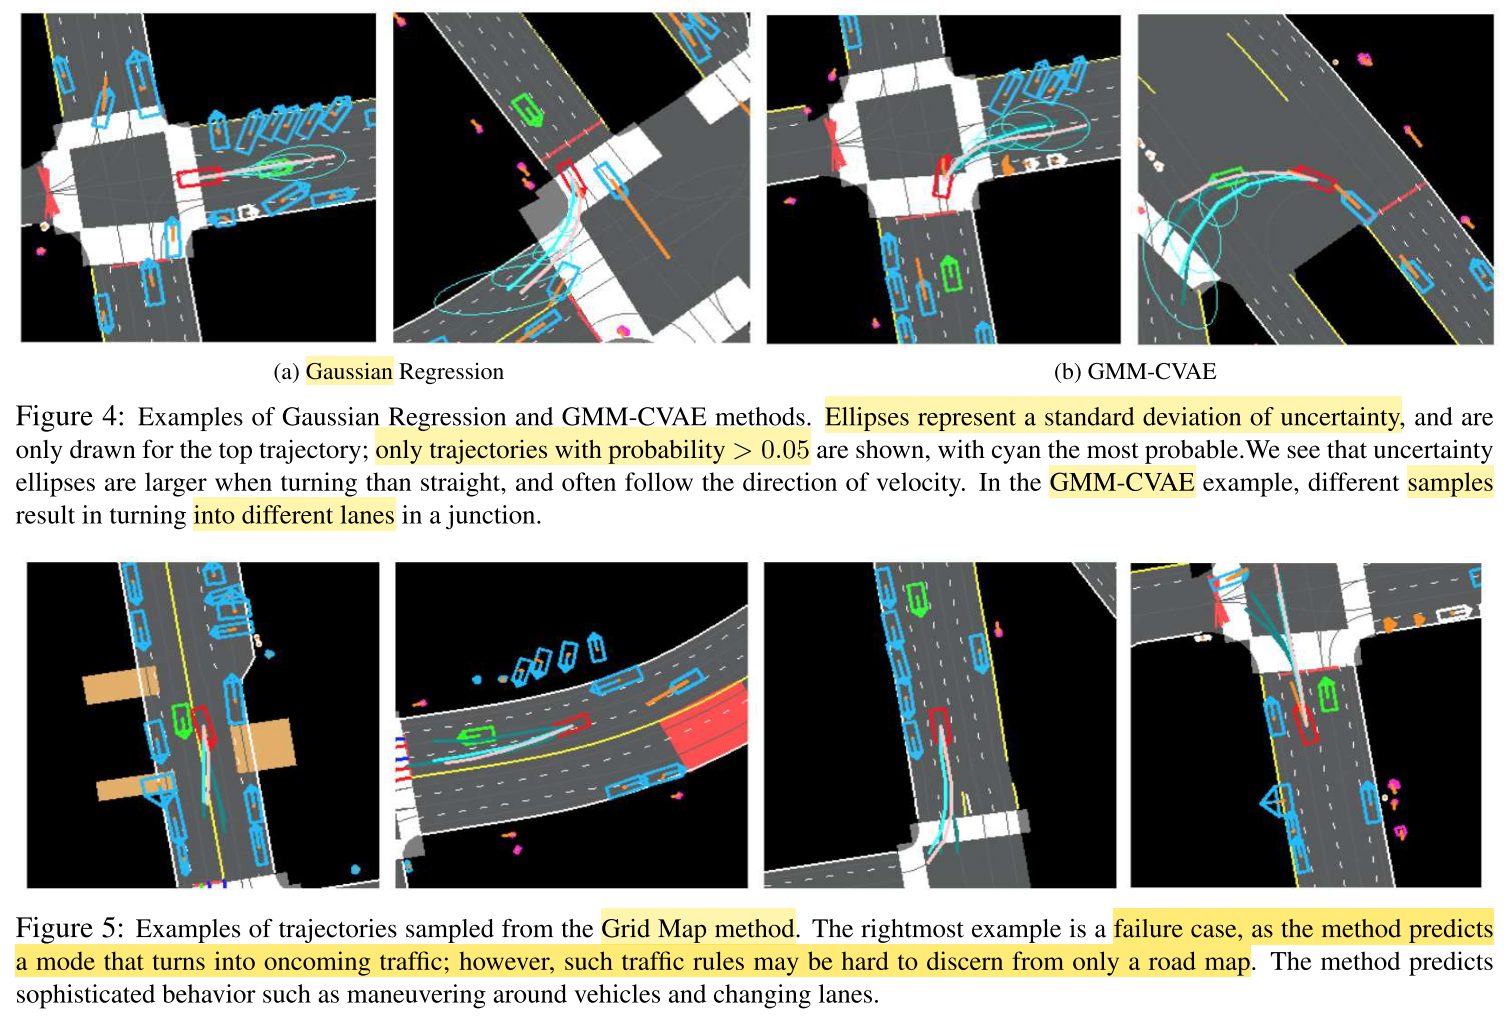 (a) Gaussian Regression
(b) GMM-CVAE
Figure 4: Examples of Gaussian Regression and GMM-CVAE methods. Ellipses represent a standard deviation of uncertainty, and are
only drawn for the top trajectory; only trajectories with probability > 0.05 are shown, with cyan the most probable.We see that uncertainty
ellipses are larger when turning than straight, and often follow the direction of velocity. In the GMM-CVAE example, different samples
result in turning into different lanes in a junction.
Figure 5: Examples of trajectories sampled from the Grid Map method. The rightmost example is a failure case, as the method predicts
a mode that turns into oncoming traffic; however, such traffic rules may be hard to discern from only a road map. The method predicts
sophisticated behavior such as maneuvering around vehicles and changing lanes.